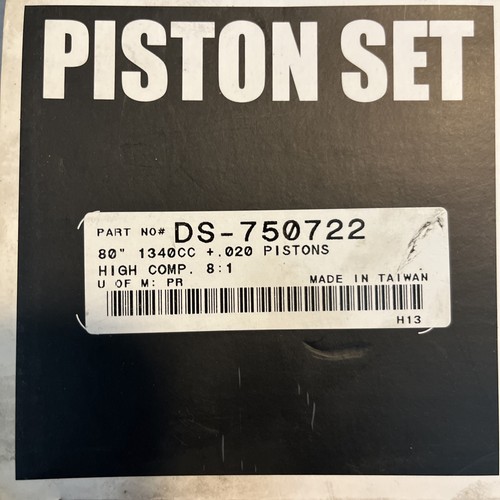 PISTON SET
PART NO# DS-750722
80" 1340CC +.020 PISTONS
HIGH COMP. 8:1
U OF M: PR MADE IN TAIWAN
H13